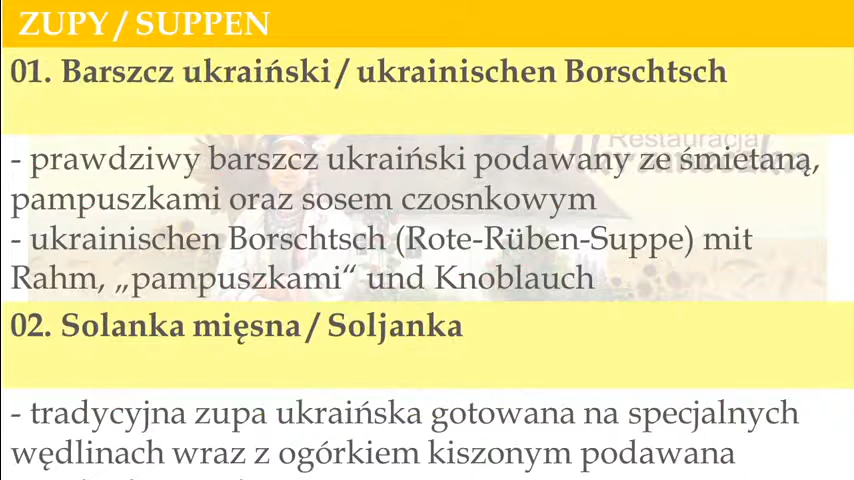 ZUPY / SUPPEN
01. Barszcz ukraiński / ukrainischen Borschtsch
Restauracja
- prawdziwy barszcz ukraiński podawany ze śmietaną,
pampuszkami oraz sosem czosnkowym
- ukrainischen Borschtsch (Rote-Rüben-Suppe) mit
Rahm, „pampuszkami“ und Knoblauch
02. Solanka mięsna / Soljanka
- tradycyjna zupa ukraińska gotowana na specjalnych
wędlinach wraz z ogórkiem kiszonym podawana